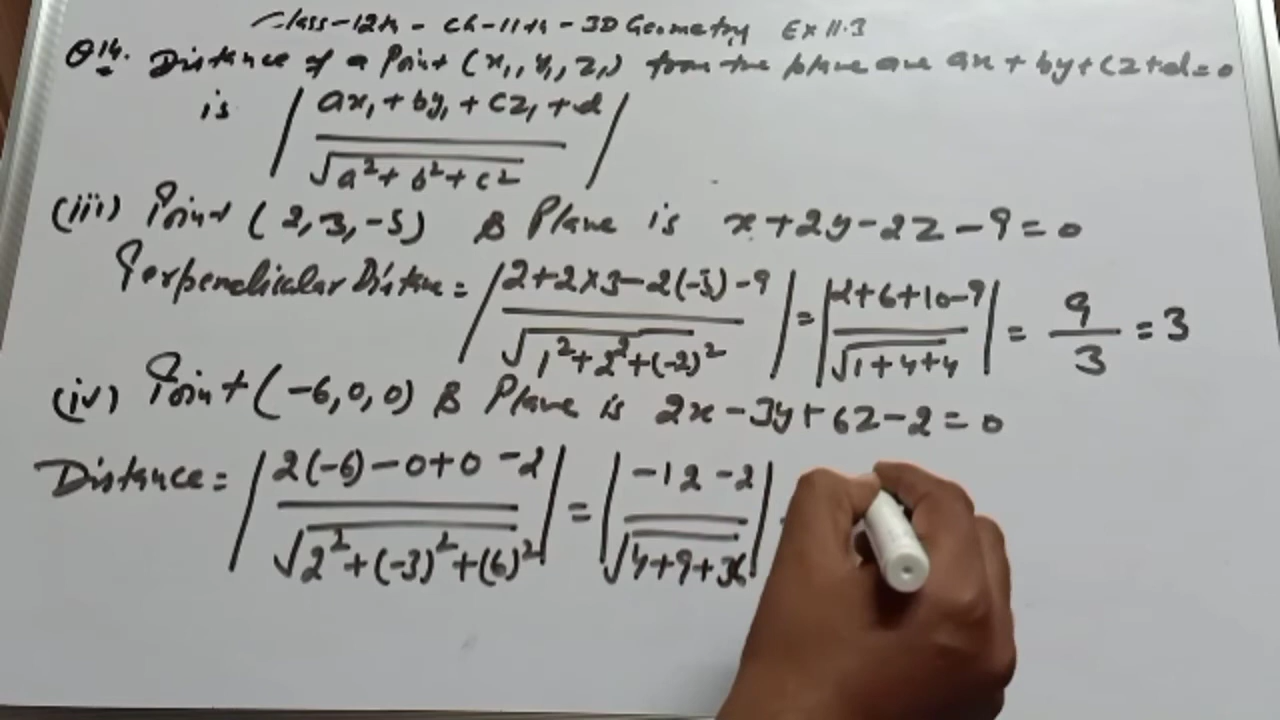 Class-12th - Ch-11th - 3D Geometry Ex 11.3
Q14. Distance of a Point (x₁, y₁, z₁) from the plane are ax + by + cz + d = 0
is | ax₁ + by₁ + cz₁ + d / √a² + b² + c² |
(iii) Point (2, 3, -5) & Plane is x + 2y - 2z - 9 = 0
Perpendicular Distane = | 2 + 2×3 - 2(-5) - 9 / √1² + 2² + (-2)² | = | 2 + 6 + 10 - 9 / √1 + 4 + 4 | = 9 / 3 = 3
(iv) Point (-6, 0, 0) & Plane is 2x - 3y + 6z - 2 = 0
Distance = | 2(-6) - 0 + 0 - 2 / √2² + (-3)² + (6)² | = | -12 - 2 / √4 + 9 + 36 |